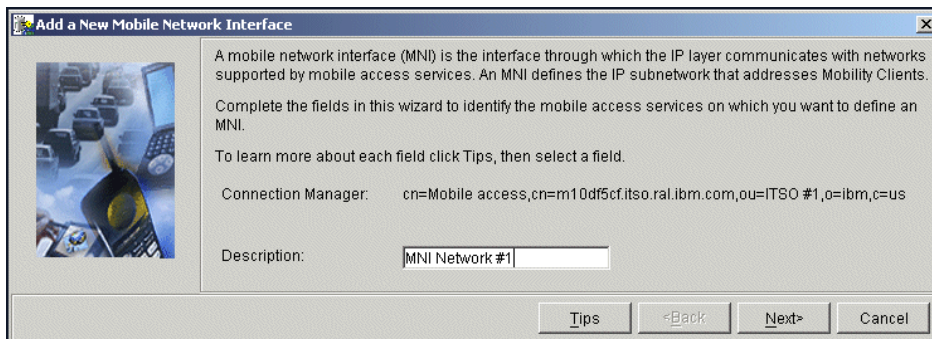 Add a New Mobile Network Interface
A mobile network interface (MNI) is the interface through which the IP layer communicates with networks
supported by mobile access services. An MNI defines the IP subnetwork that addresses Mobility Clients.
Complete the fields in this wizard to identify the mobile access services on which you want to define an
MNI.
To learn more about each field click Tips, then select a field.
Connection Manager: cn=Mobile access,cn=m10df5cf.itso.ral.ibm.com,ou=ITSO #1,o=ibm,c=us
Description: MNI Network #1
Tips <Back Next> Cancel